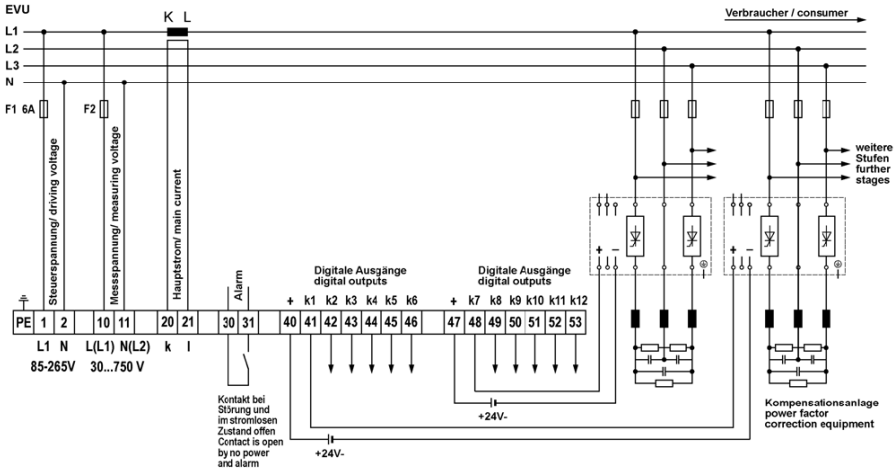 EVU
K L
Verbraucher / consumer
L1
L2
L3
N
F1 6A
F2
Steuerspannung/ driving voltage
Messspannung/ measuring voltage
Hauptstrom/ main current
weitere
Stufen
further
stages
+ –
+ –
Alarm
Digitale Ausgänge
digital outputs
Digitale Ausgänge
digital outputs
+ k1 k2 k3 k4 k5 k6
+ k7 k8 k9 k10 k11 k12
PE 1 2 10 11 20 21 30 31 40 41 42 43 44 45 46 47 48 49 50 51 52 53
L1 N L(L1) N(L2) k l
85-265V 30...750 V
Kontakt bei
Störung und
im stromlosen
Zustand offen
Contact is open
by no power
and alarm
+24V-
+24V-
Kompensationsanlage
power factor
correction equipment